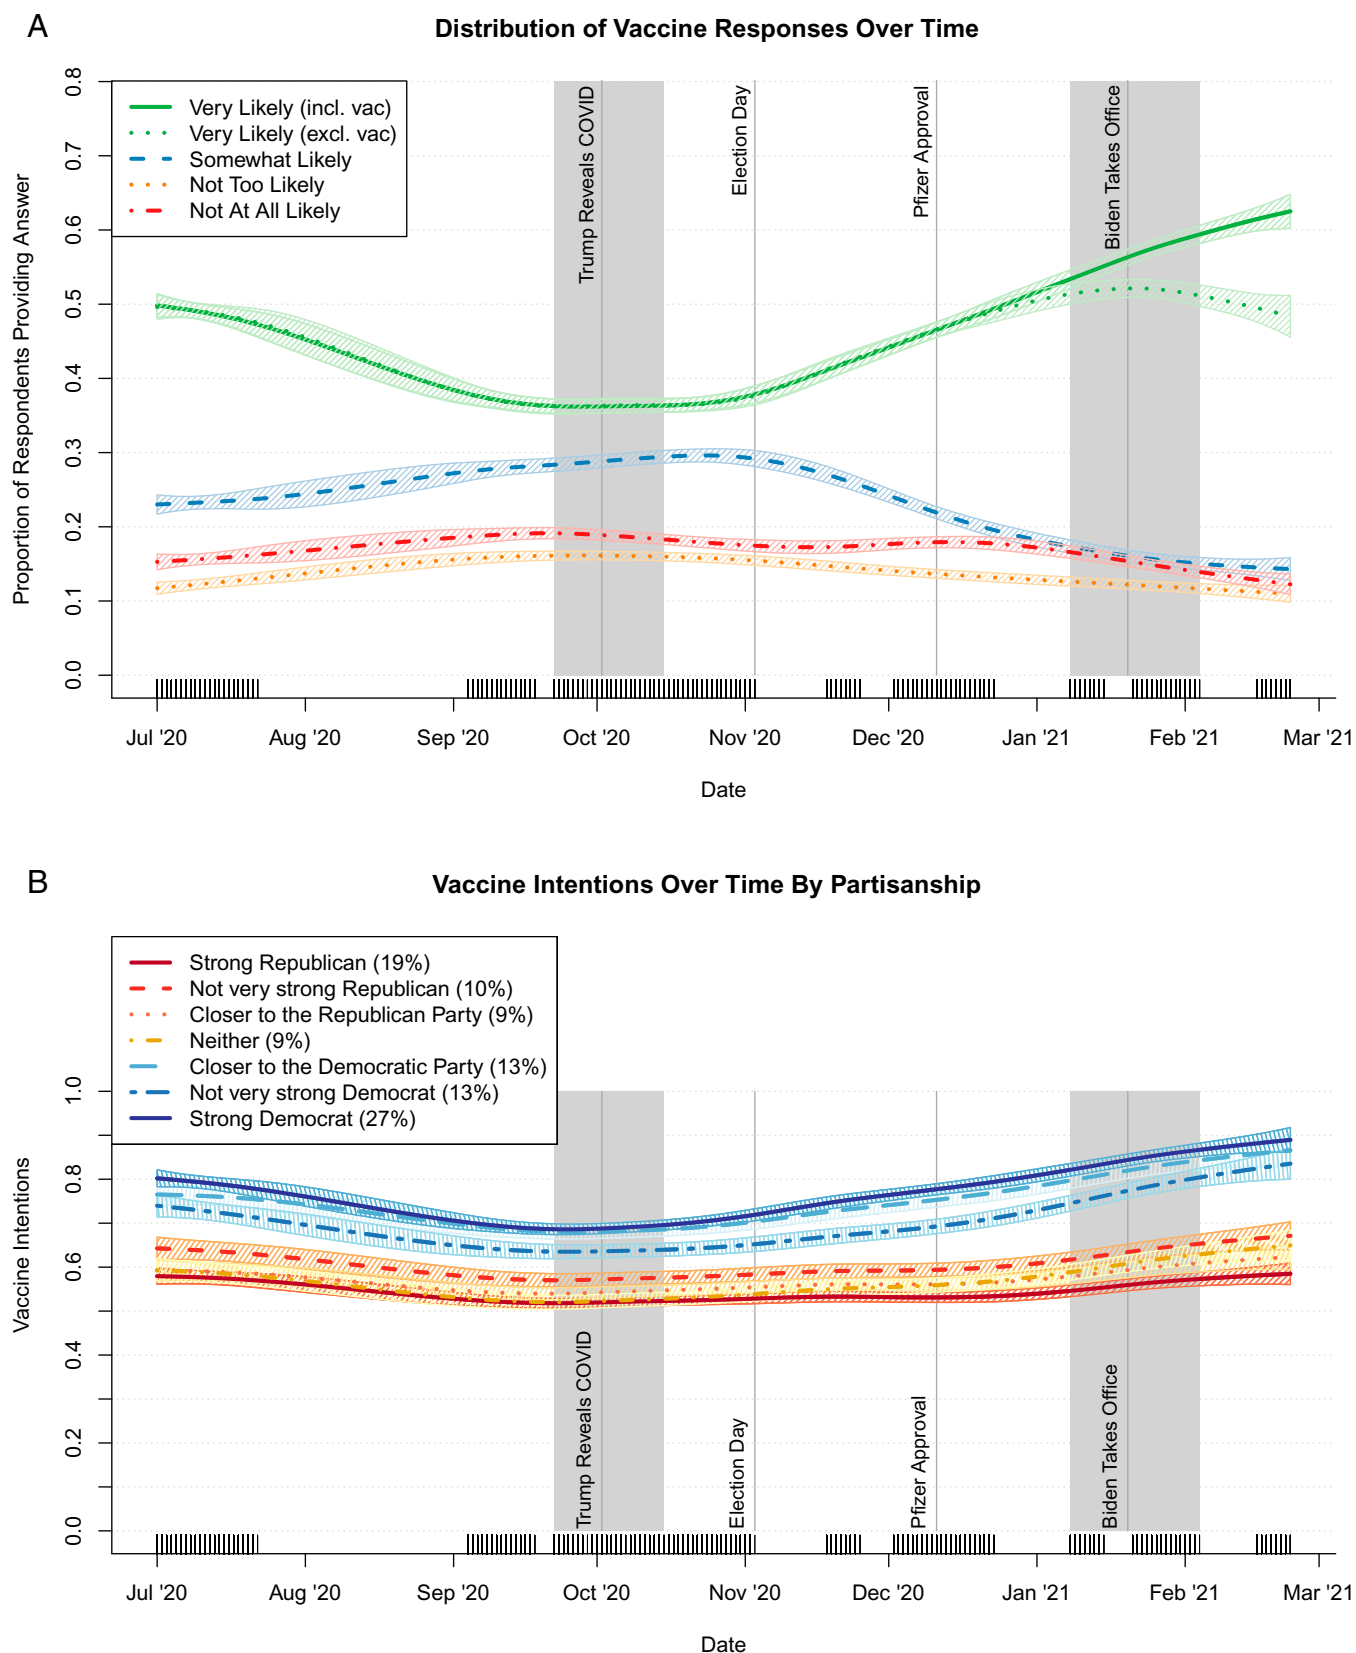 A
Distribution of Vaccine Responses Over Time
Very Likely (incl. vac)
Very Likely (excl. vac)
Somewhat Likely
Not Too Likely
Not At All Likely
Trump Reveals COVID
Election Day
Pfizer Approval
Biden Takes Office
Proportion of Respondents Providing Answer
0.8
0.7
0.6
0.5
0.4
0.3
0.2
0.1
0.0
Jul '20 Aug '20 Sep '20 Oct '20 Nov '20 Dec '20 Jan '21 Feb '21 Mar '21
Date
B
Vaccine Intentions Over Time By Partisanship
Strong Republican (19%)
Not very strong Republican (10%)
Closer to the Republican Party (9%)
Neither (9%)
Closer to the Democratic Party (13%)
Not very strong Democrat (13%)
Strong Democrat (27%)
Vaccine Intentions
1.0
0.8
0.6
0.4
0.2
0.0
Trump Reveals COVID
Election Day
Pfizer Approval
Biden Takes Office
Jul '20 Aug '20 Sep '20 Oct '20 Nov '20 Dec '20 Jan '21 Feb '21 Mar '21
Date